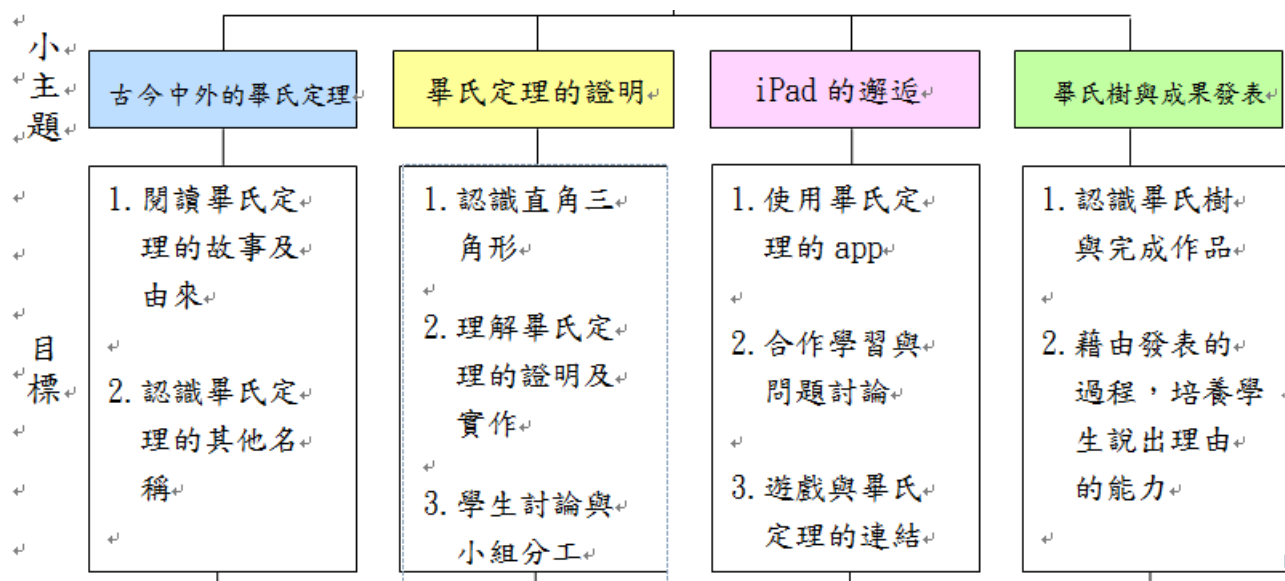 小
主
題
古今中外的畢氏定理
畢氏定理的證明
iPad 的邂逅
畢氏樹與成果發表
目
標
1. 閱讀畢氏定
理的故事及
由來
2. 認識畢氏定
理的其他名
稱
1. 認識直角三
角形
2. 理解畢氏定
理的證明及
實作
3. 學生討論與
小組分工
1. 使用畢氏定
理的 app
2. 合作學習與
問題討論
3. 遊戲與畢氏
定理的連結
1. 認識畢氏樹
與完成作品
2. 藉由發表的
過程，培養學
生說出理由
的能力